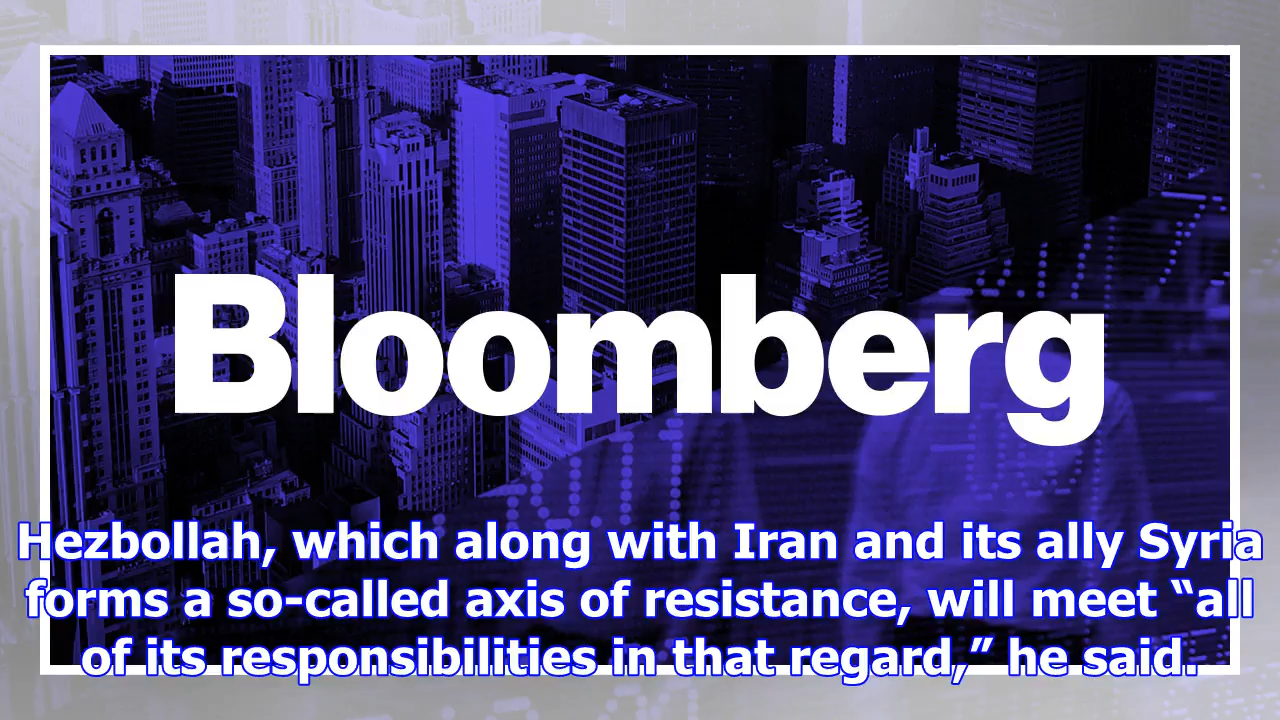 Bloomberg
Hezbollah, which along with Iran and its ally Syria
forms a so-called axis of resistance, will meet “all
of its responsibilities in that regard,” he said.